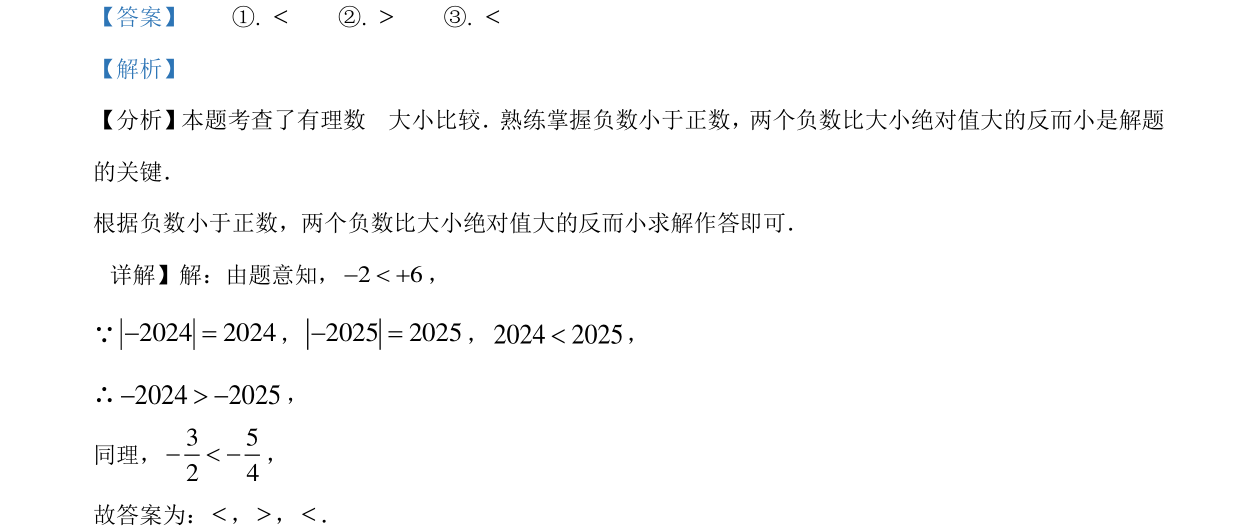 【答案】 ①. < ②. > ③. <
【解析】
【分析】本题考查了有理数 大小比较．熟练掌握负数小于正数，两个负数比大小绝对值大的反而小是解题
的关键．
根据负数小于正数，两个负数比大小绝对值大的反而小求解作答即可．
详解】解：由题意知，−2 < +6，
∵|−2024| = 2024，|−2025| = 2025，2024 < 2025，
∴−2024 > −2025，
同理，−3/2 < −5/4，
故答案为：<，>，<．